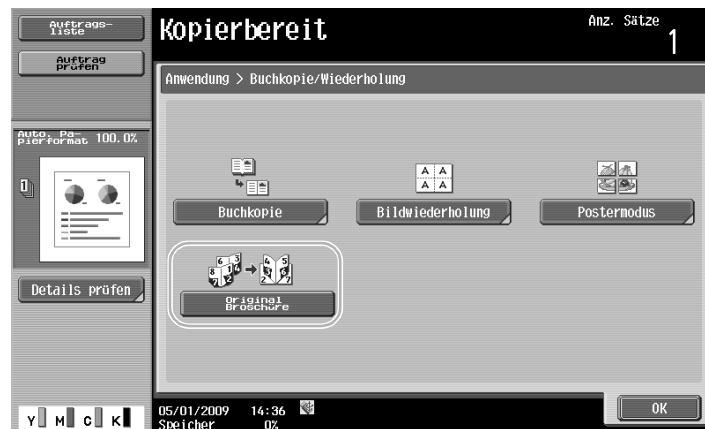 Auftrags-
liste
Auftrag
prüfen
Kopierbereit
Anz. Sätze
1
Anwendung > Buchkopie/Wiederholung
Auto. Pa-
pierformat 100.0%
1
Details prüfen
Buchkopie
Bildwiederholung
Postermodus
A A
A A
Original
Broschüre
Y M C K
05/01/2009 14:36
Speicher 0%
OK